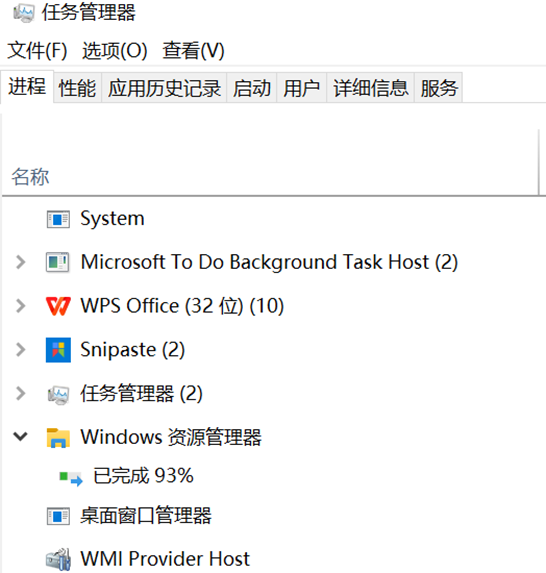 任务管理器
文件(F) 选项(O) 查看(V)
进程 性能 应用历史记录 启动 用户 详细信息 服务
名称
System
Microsoft To Do Background Task Host (2)
WPS Office (32 位) (10)
Snipaste (2)
任务管理器 (2)
Windows 资源管理器
已完成 93%
桌面窗口管理器
WMI Provider Host